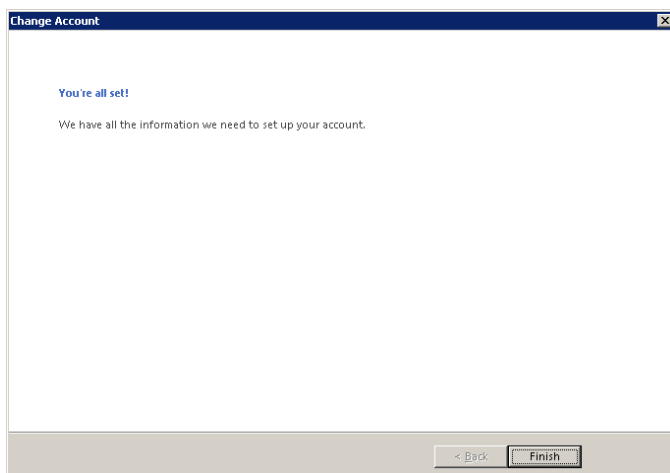 Change Account
You're all set!
We have all the information we need to set up your account.
< Back
Finish